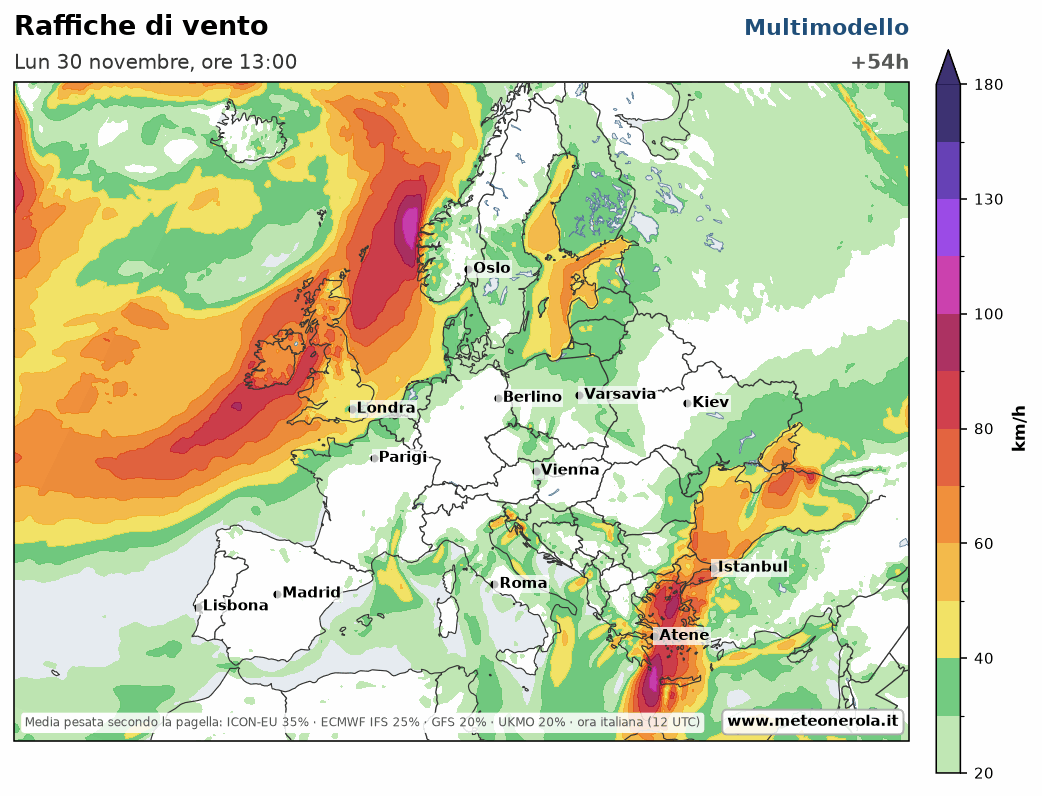 Raffiche di vento
Multimodello
Lun 30 novembre, ore 13:00
+54h
180
130
100
80
60
40
20
km/h
Oslo
Berlino
Varsavia
Kiev
Londra
Parigi
Vienna
Istanbul
Roma
Madrid
Lisbona
Atene
Media pesata secondo la pagella: ICON-EU 35% · ECMWF IFS 25% · GFS 20% · UKMO 20% · ora italiana (12 UTC)
www.meteonerola.it